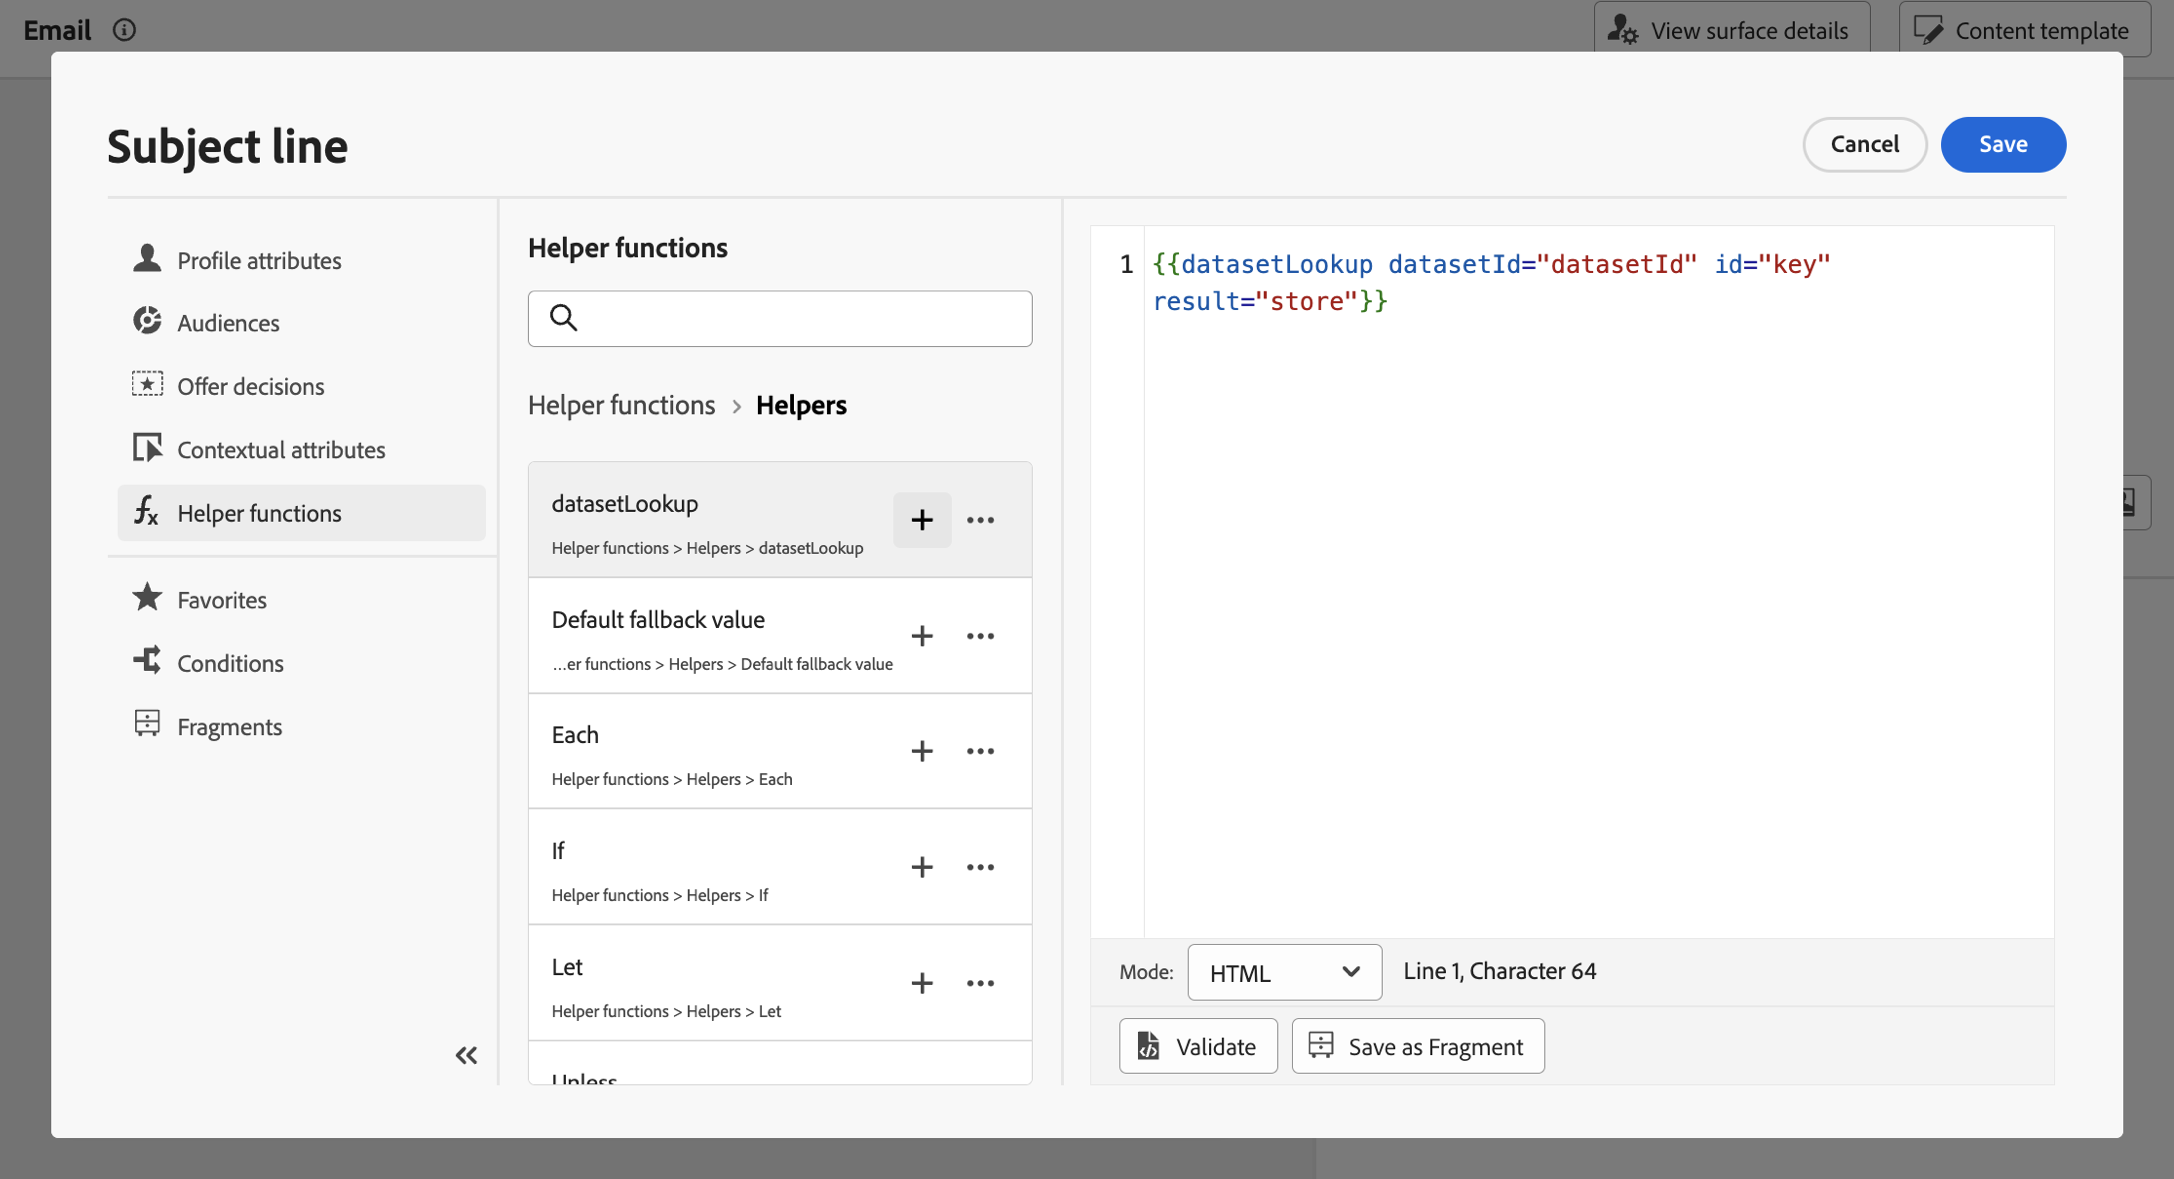 Email
View surface details
Content template
Subject line
Cancel
Save
Profile attributes
Audiences
Offer decisions
Contextual attributes
Helper functions
Favorites
Conditions
Fragments
Helper functions
Helper functions > Helpers
datasetLookup
Helper functions > Helpers > datasetLookup
Default fallback value
...er functions > Helpers > Default fallback value
Each
Helper functions > Helpers > Each
If
Helper functions > Helpers > If
Let
Helper functions > Helpers > Let
Unless
1 {{datasetLookup datasetId="datasetId" id="key"
result="store"}}
Mode: HTML Line 1, Character 64
Validate
Save as Fragment